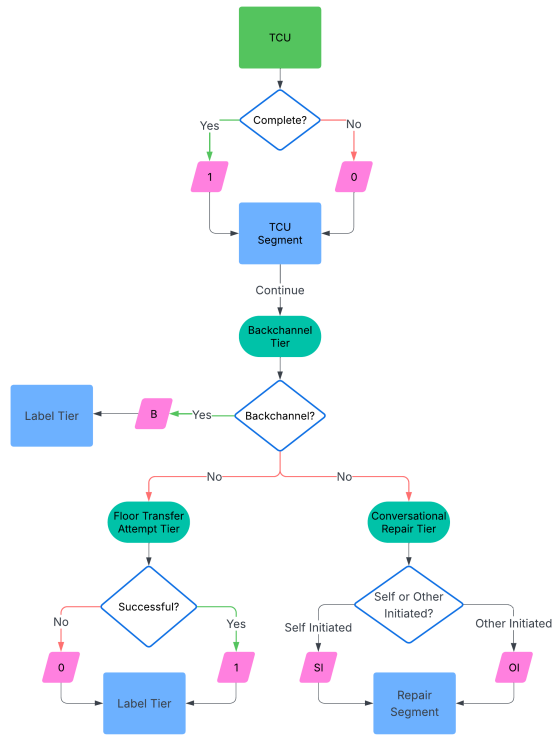 TCU
Complete?
Yes
No
1
0
TCU
Segment
Continue
Backchannel
Tier
Backchannel?
Yes
B
Label Tier
No
No
Floor Transfer
Attempt Tier
Conversational
Repair Tier
Successful?
Self or Other
Initiated?
No
Yes
Self Initiated
Other Initiated
0
1
SI
OI
Label Tier
Repair
Segment